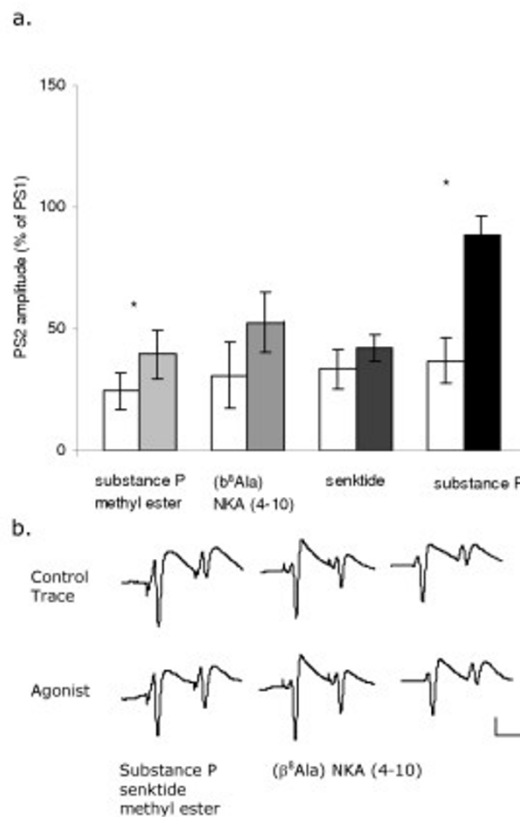 a.
150
100
50
0
PS2 amplitude (% of PS1)
*
*
substance P
methyl ester
(b⁸Ala)
NKA (4-10)
senktide
substance P
b.
Control
Trace
Agonist
Substance P
senktide
methyl ester
(β⁸Ala) NKA (4-10)